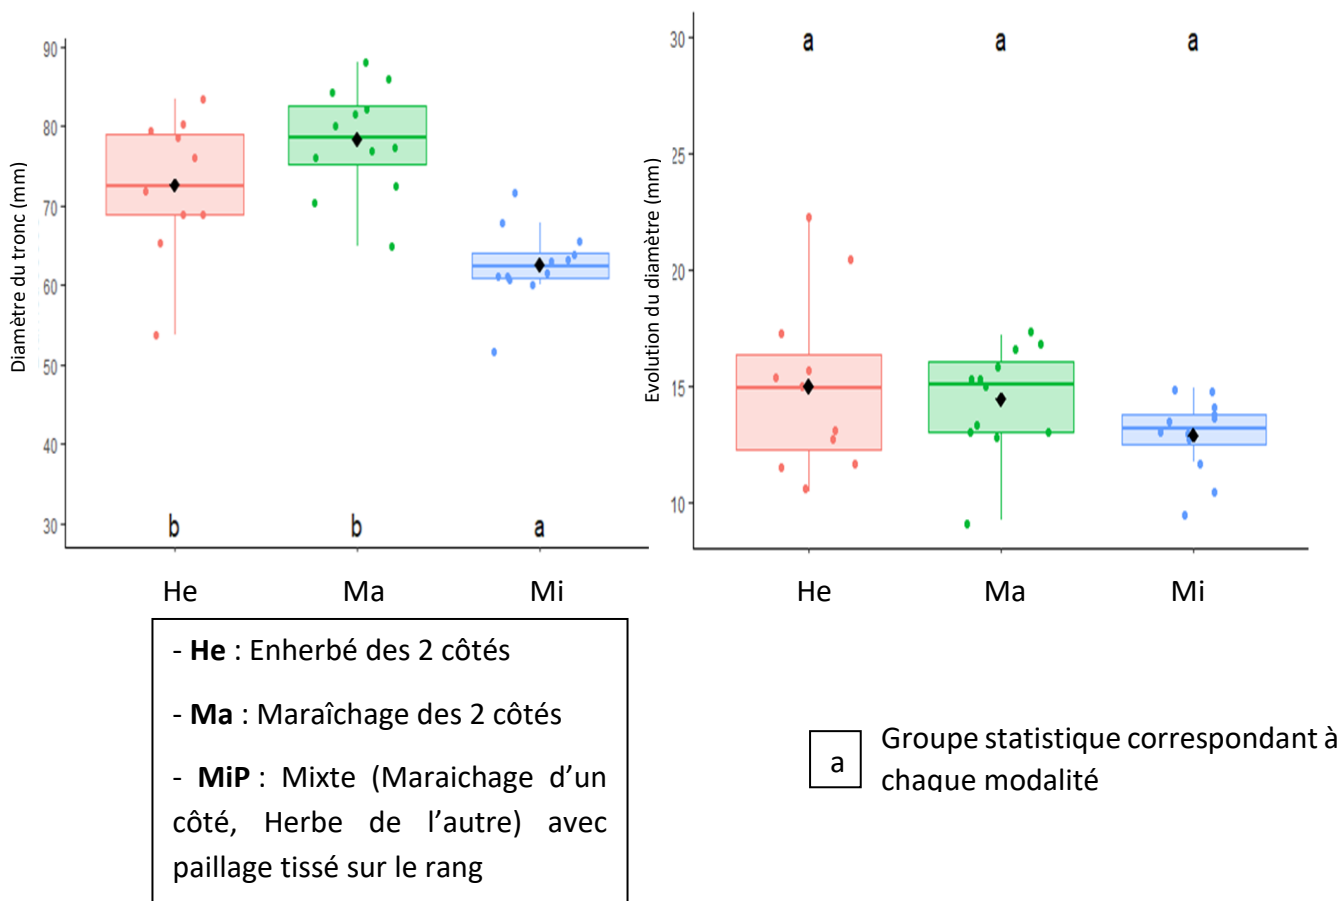 Diamètre du tronc (mm)
90
80
70
60
50
40
30
b
b
a
He
Ma
Mi
Evolution du diamètre (mm)
30
25
20
15
10
a
a
a
He
Ma
Mi
- He : Enherbé des 2 côtés
- Ma : Maraîchage des 2 côtés
- MiP : Mixte (Maraichage d’un
côté, Herbe de l’autre) avec
paillage tissé sur le rang
a
Groupe statistique correspondant à
chaque modalité